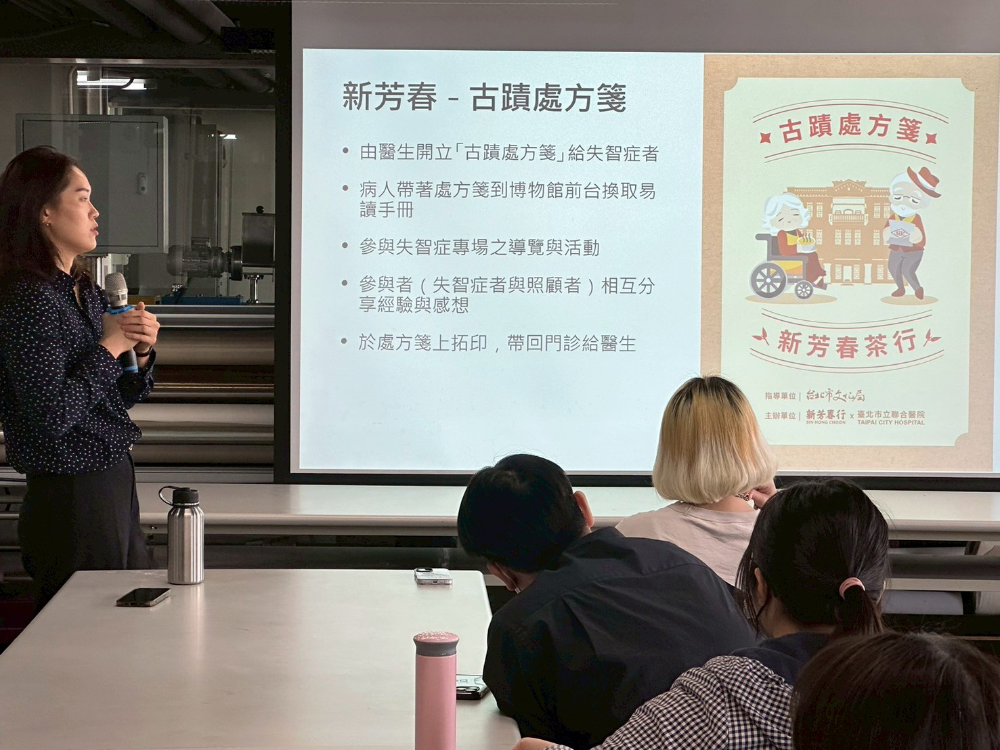 新芳春 - 古蹟處方箋
• 由醫生開立「古蹟處方箋」給失智症者
• 病人帶著處方箋到博物館前台換取易
讀手冊
• 參與失智症專場之導覽與活動
• 參與者（失智症者與照顧者）相互分
享經驗與感想
• 於處方箋上拓印，帶回門診給醫生
古蹟處方箋
新芳春茶行
指導單位｜台北市文化局
主辦單位｜新芳春行 x 臺北市立聯合醫院
SIN HONG CHOON TAIPAI CITY HOSPITAL